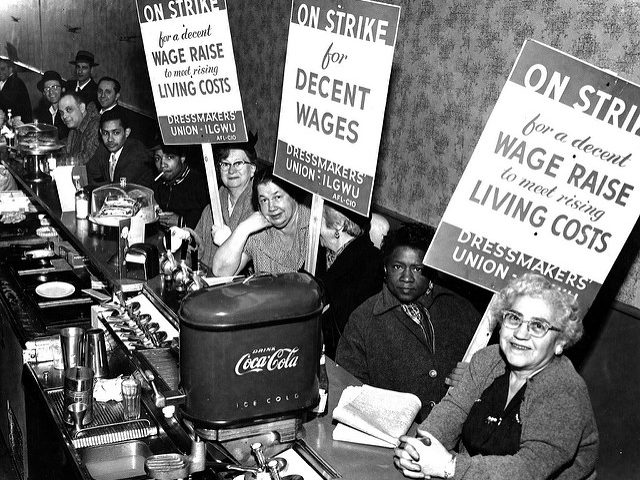 ON STRIKE
for a decent
WAGE RAISE
to meet rising
LIVING COSTS
DRESSMAKERS'
UNION·ILGWU
AFL-CIO
ON STRIKE
for
DECENT
WAGES
DRESSMAKERS'
UNION·ILGWU
AFL-CIO
ON STRI
for a decent
WAGE RAISE
to meet rising
LIVING COSTS
DRESSMAKERS'
UNION
DRINK
Coca-Cola
ICE COLD